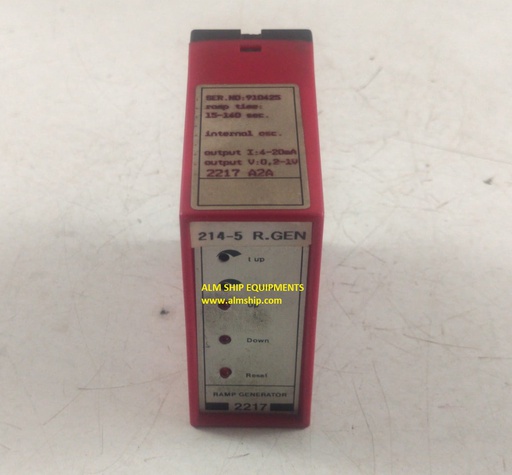 SER.NO.910625
ramp time:
15-160 sec.
internal osc.
output I:4-20mA
output V:0,2-1V
2217 A2A
214-5 R.GEN
t up
ALM SHIP EQUIPMENTS
www.almship.com
Up
Down
Reset
RAMP GENERATOR
2217